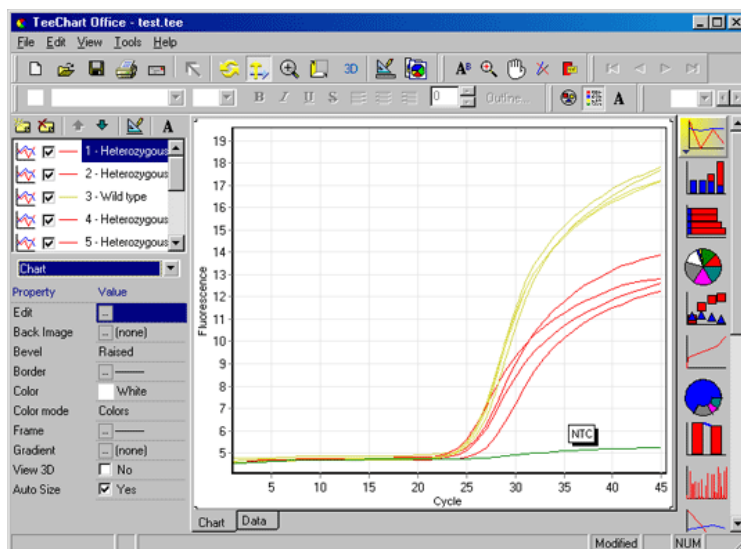 TeeChart Office - test.tee
File Edit View Tools Help
3D
B I U S 0 Outline...
A
1 - Heterozygous
2 - Heterozygous
3 - Wild type
4 - Heterozygous
5 - Heterozygous
Chart
Property Value
Edit ...
Back Image ... (none)
Bevel Raised
Border ...
Color White
Color mode Colors
Frame ...
Gradient ... (none)
View 3D No
Auto Size Yes
Fluorescence
19
18
17
16
15
14
13
12
11
10
9
8
7
6
5
NTC
5 10 15 20 25 30 35 40 45
Cycle
Chart Data
Modified NUM